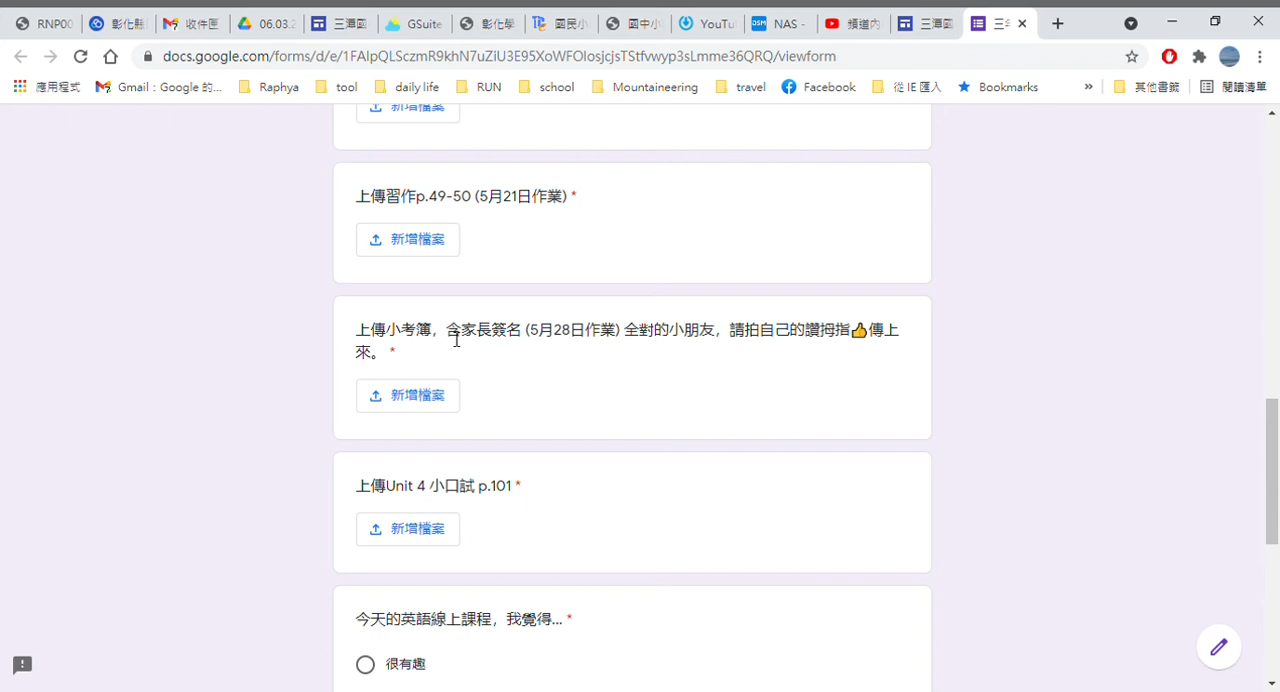 RNP00
彰化縣
收件匣
06.03.2
三潭國
GSuite
彰化學
國民小
國中小
YouTu
NAS -
頻道內
三潭國
docs.google.com/forms/d/e/1FAIpQLSczmR9khN7uZiU3E95XoWFOIosjcjsTStfvwyp3sLmme36QRQ/viewform
應用程式
Gmail：Google 的...
Raphya
tool
daily life
RUN
school
Mountaineering
travel
Facebook
從 IE 匯入
Bookmarks
»
其他書籤
閱讀清單
新增檔案
上傳習作p.49-50 (5月21日作業) *
新增檔案
上傳小考簿，含家長簽名 (5月28日作業) 全對的小朋友，請拍自己的讚拇指👍傳上
來。 *
新增檔案
上傳Unit 4 小口試 p.101 *
新增檔案
今天的英語線上課程，我覺得... *
很有趣